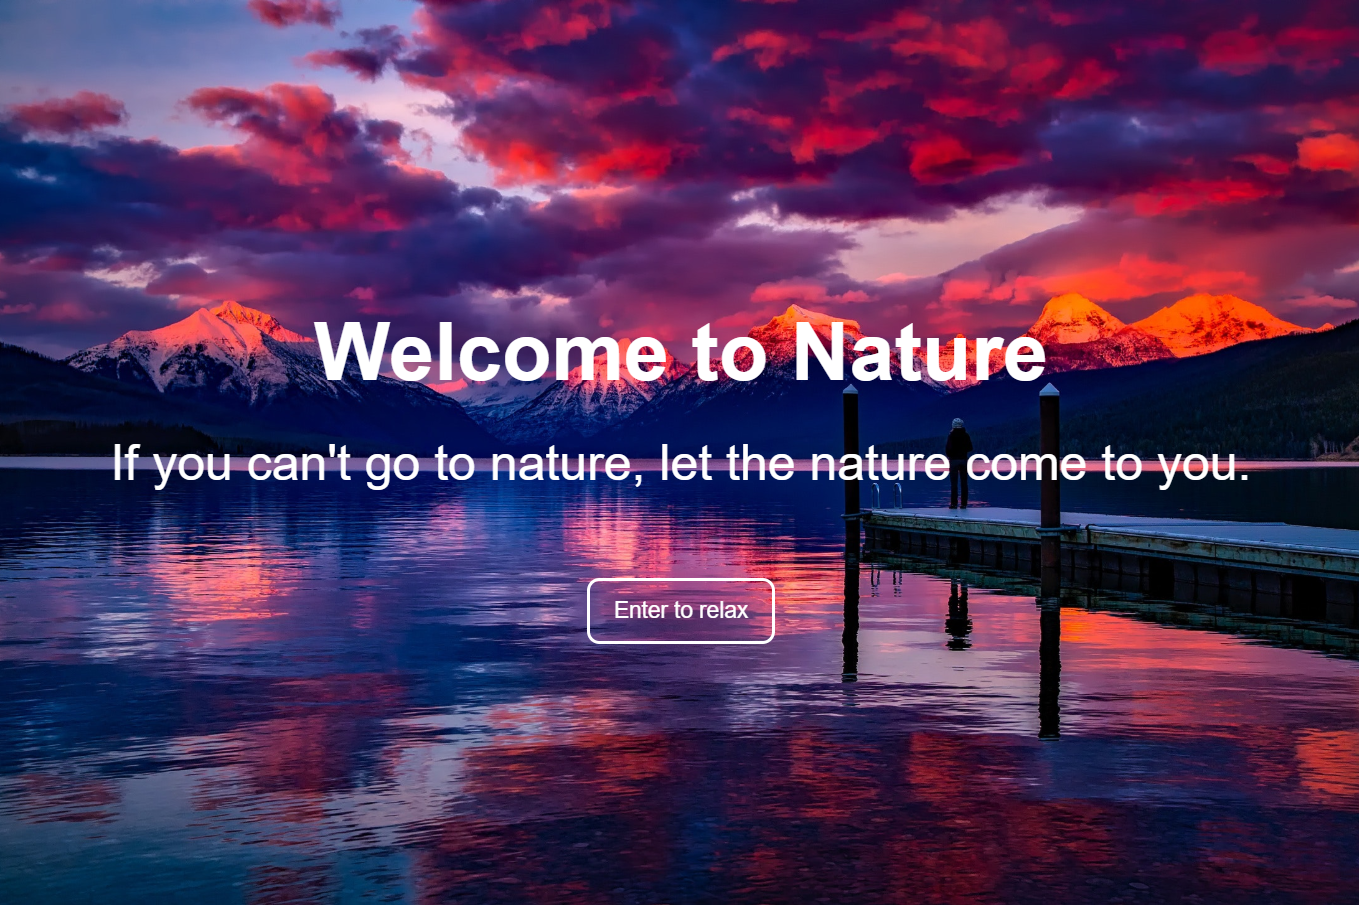 Welcome to Nature
If you can't go to nature, let the nature come to you.
Enter to relax